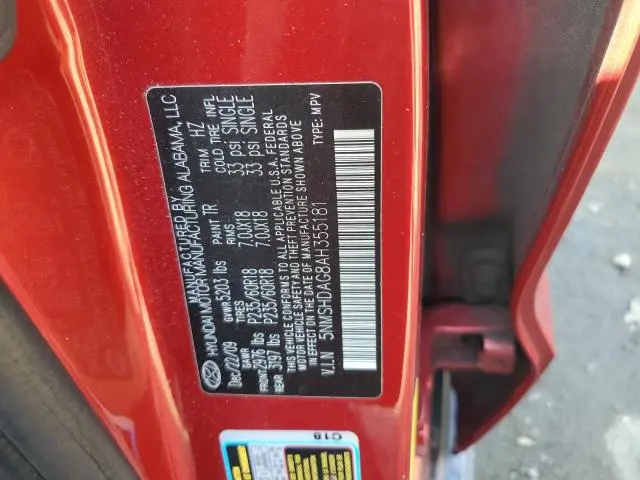 MANUFACTURED BY
HYUNDAI MOTOR MANUFACTURING ALABAMA, LLC
Dec/22/09 GVWR 5203 lbs PAINT TR TRIM HZ
GAWR TIRES RIMS COLD TIRE INFL
FRONT 2976 lbs P235/60R18 7.0JX18 33 psi SINGLE
REAR 3197 lbs P235/60R18 7.0JX18 33 psi SINGLE
THIS VEHICLE CONFORMS TO ALL APPLICABLE U.S.A. FEDERAL
MOTOR VEHICLE SAFETY AND THEFT PREVENTION STANDARDS
IN EFFECT ON THE DATE OF MANUFACTURE SHOWN ABOVE
V.I.N 5NMSHDAG8AH355181 TYPE: MPV
C18